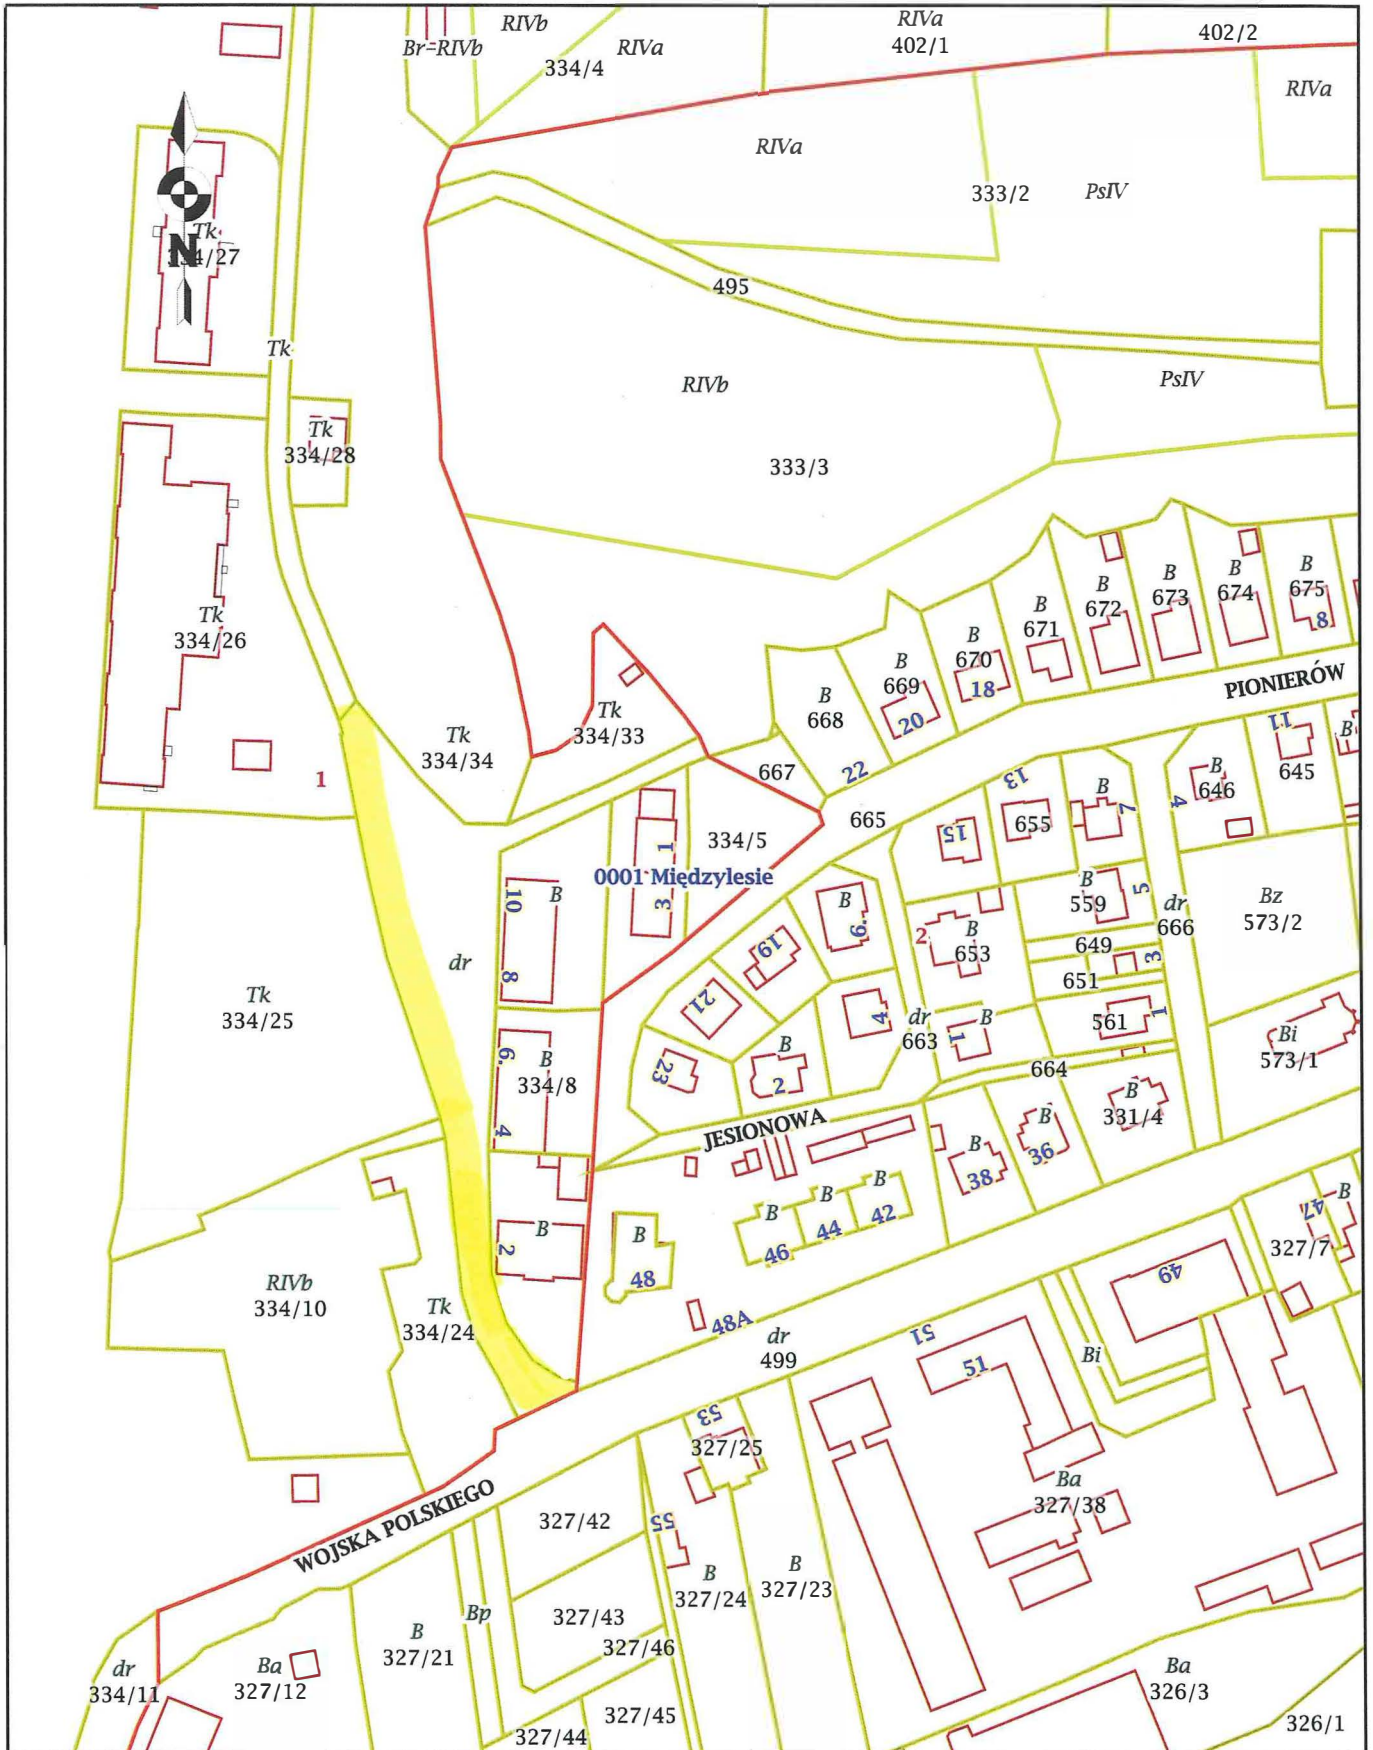 RIVb
RIVa
402/1
402/2
Br-RIVb
RIVa
334/4
RIVa
RIVa
333/2
PsIV
Tk
N
334/27
495
Tk
RIVb
PsIV
Tk
334/28
333/3
B
675
8
B
674
B
673
B
672
B
671
B
670
18
B
669
20
B
668
Tk
334/26
PIONIERÓW
Tk
334/33
Tk
334/34
1
667
22
11
645
B
B
646
4
13
B
7
655
15
665
334/5
1
0001 Międzylesie
3
10
B
8
B
559
5
dr
666
Bz
573/2
B
9.
2
B
653
649
3
651
19
dr
21
4
dr
663
1
B
561
1
Bi
573/1
Tk
334/25
6.
B
334/8
4
23
B
2
664
B
331/4
JESIONOWA
B
36
B
38
B
42
B
44
B
46
B
48
B
2
47
B
327/7
49
RIVb
334/10
Tk
334/24
48A
dr
499
51
51
Bi
53
327/25
Ba
327/38
WOJSKA POLSKIEGO
327/42
55
B
327/24
B
327/23
Bp
327/43
B
327/21
327/46
dr
334/11
Ba
327/12
Ba
326/3
327/45
327/44
326/1